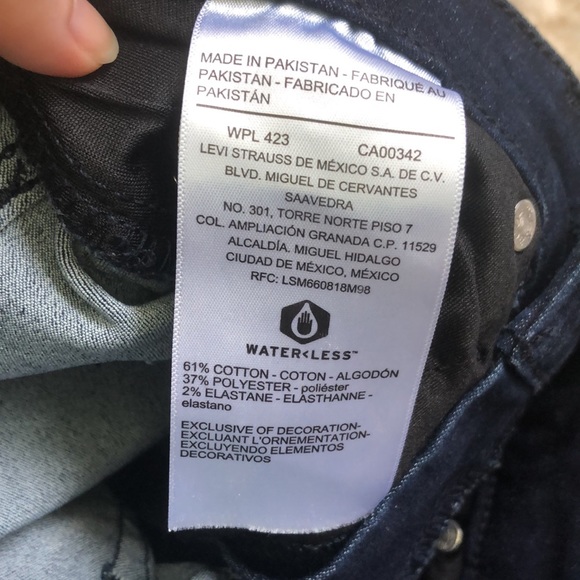 MADE IN PAKISTAN - FABRIQUÉ AU
PAKISTAN - FABRICADO EN
PAKISTÁN
WPL 423 CA00342
LEVI STRAUSS DE MÉXICO S.A. DE C.V.
BLVD. MIGUEL DE CERVANTES
SAAVEDRA
NO. 301, TORRE NORTE PISO 7
COL. AMPLIACIÓN GRANADA C.P. 11529
ALCALDÍA. MIGUEL HIDALGO
CIUDAD DE MÉXICO, MÉXICO
RFC: LSM660818M98
WATER<LESS™
61% COTTON - COTON - ALGODÓN
37% POLYESTER - poliéster
2% ELASTANE - ELASTHANNE -
elastano
EXCLUSIVE OF DECORATION-
EXCLUANT L'ORNEMENTATION-
EXCLUYENDO ELEMENTOS
DECORATIVOS